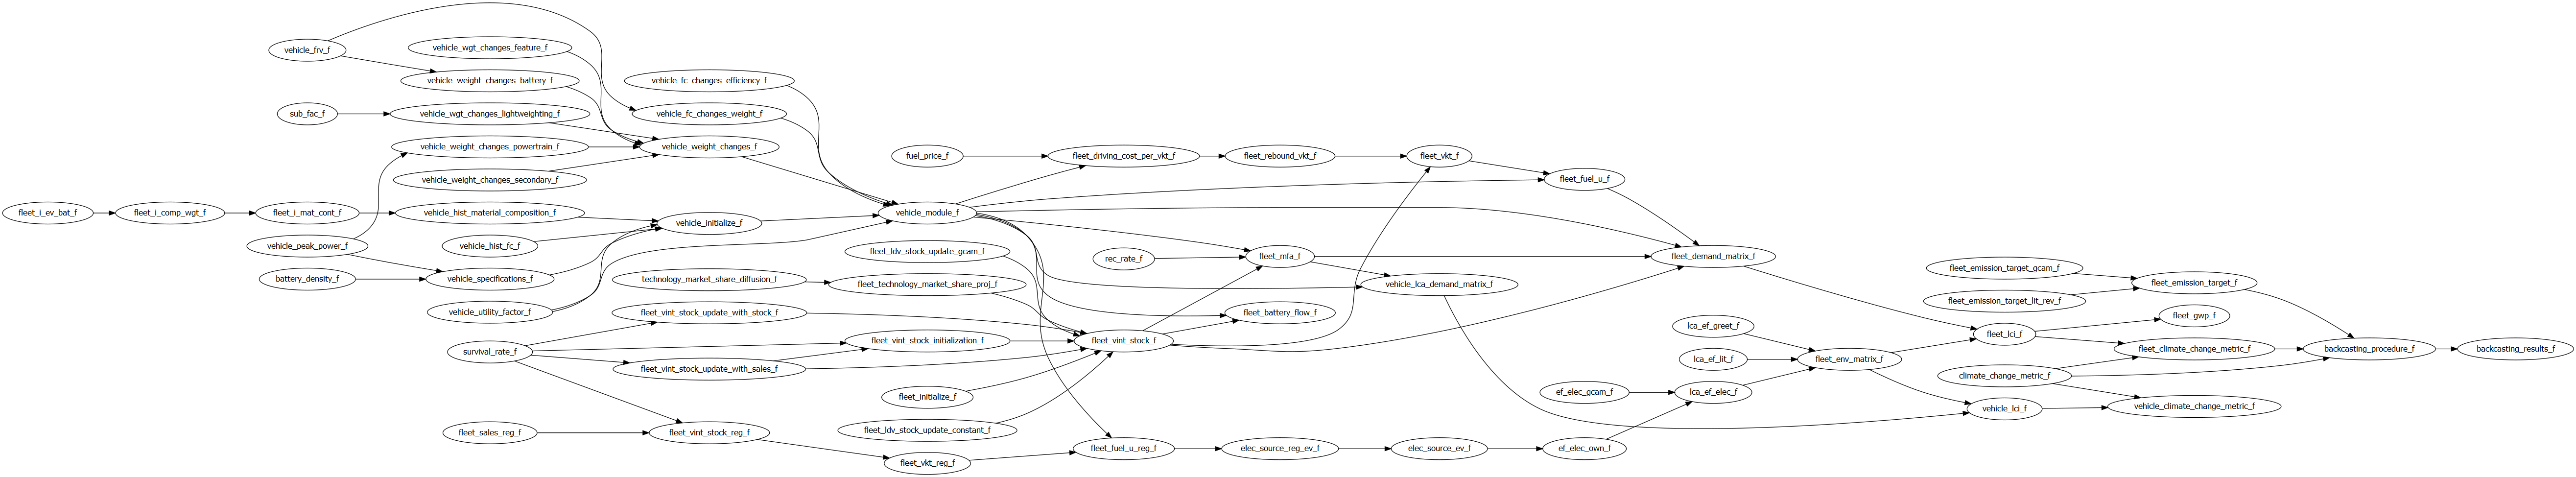 vehicle_frv_f
vehicle_wgt_changes_feature_f
vehicle_weight_changes_battery_f
vehicle_fc_changes_efficiency_f
sub_fac_f
vehicle_wgt_changes_lightweighting_f
vehicle_fc_changes_weight_f
vehicle_weight_changes_powertrain_f
vehicle_weight_changes_f
fuel_price_f
fleet_driving_cost_per_vkt_f
fleet_rebound_vkt_f
fleet_vkt_f
vehicle_weight_changes_secondary_f
fleet_fuel_u_f
fleet_i_ev_bat_f
fleet_i_comp_wgt_f
fleet_i_mat_cont_f
vehicle_hist_material_composition_f
vehicle_initialize_f
vehicle_module_f
vehicle_peak_power_f
vehicle_hist_fc_f
fleet_ldv_stock_update_gcam_f
rec_rate_f
fleet_mfa_f
fleet_demand_matrix_f
fleet_emission_target_gcam_f
battery_density_f
vehicle_specifications_f
technology_market_share_diffusion_f
fleet_technology_market_share_proj_f
vehicle_lca_demand_matrix_f
fleet_emission_target_f
fleet_emission_target_lit_rev_f
vehicle_utility_factor_f
fleet_vint_stock_update_with_stock_f
fleet_battery_flow_f
fleet_gwp_f
lca_ef_greet_f
fleet_lci_f
survival_rate_f
fleet_vint_stock_initialization_f
fleet_vint_stock_f
fleet_climate_change_metric_f
backcasting_procedure_f
backcasting_results_f
lca_ef_lit_f
fleet_env_matrix_f
fleet_vint_stock_update_with_sales_f
climate_change_metric_f
fleet_initialize_f
ef_elec_gcam_f
lca_ef_elec_f
vehicle_lci_f
vehicle_climate_change_metric_f
fleet_sales_reg_f
fleet_vint_stock_reg_f
fleet_ldv_stock_update_constant_f
fleet_vkt_reg_f
fleet_fuel_u_reg_f
elec_source_reg_ev_f
elec_source_ev_f
ef_elec_own_f